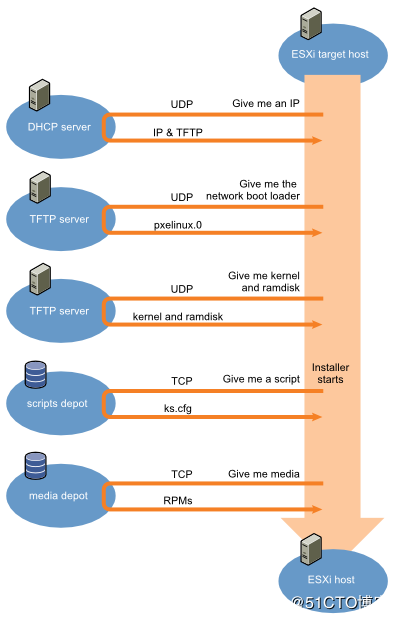 ESXi target host
UDP
Give me an IP
DHCP server
IP & TFTP
UDP
Give me the
network boot loader
TFTP server
pxelinux.0
Give me kernel
and ramdisk
UDP
TFTP server
kernel and ramdisk
Installer
starts
TCP
Give me a script
scripts depot
ks.cfg
TCP
Give me media
media depot
RPMs
ESXi host
@51CTO博客